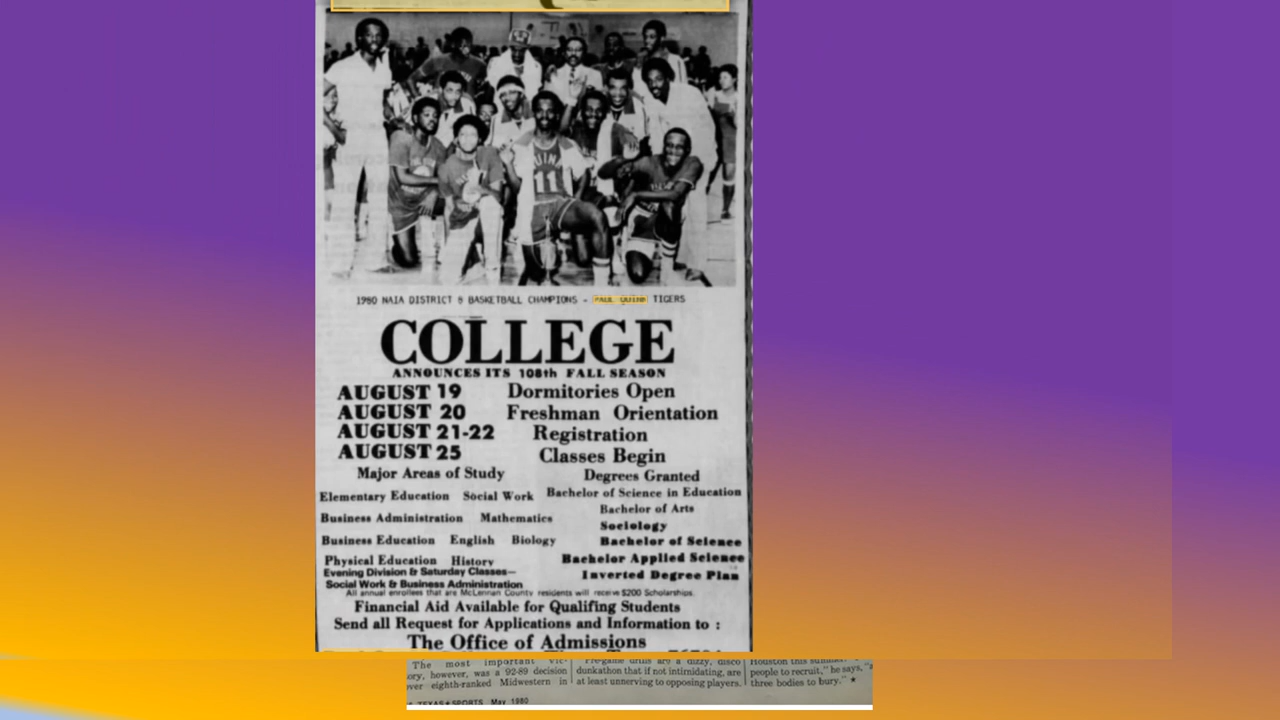 QUINN
11
1980 NAIA DISTRICT 8 BASKETBALL CHAMPIONS - PAUL QUINN TIGERS
COLLEGE
ANNOUNCES ITS 108th FALL SEASON
AUGUST 19 Dormitories Open
AUGUST 20 Freshman Orientation
AUGUST 21-22 Registration
AUGUST 25 Classes Begin
Major Areas of Study Degrees Granted
Elementary Education Social Work Bachelor of Science in Education
Bachelor of Arts
Business Administration Mathematics
Sociology
Business Education English Biology Bachelor of Science
Physical Education History Bachelor Applied Science
Evening Division & Saturday Classes—
Inverted Degree Plan
Social Work & Business Administration
All annual enrollees that are McLennan County residents will receive $200 Scholarships.
Financial Aid Available for Qualifing Students
Send all Request for Applications and Information to :
The Office of Admissions
The most important vic-
ory, however, was a 92-89 decision
ver eighth-ranked Midwestern in
Pre-game drills are a dizzy, disco
donkathon that if not intimidating, are
at least unnerving to opposing players.
Houston this summer.
people to recruit," he says, "
three bodies to bury." ★
TEXAS★SPORTS May 1980